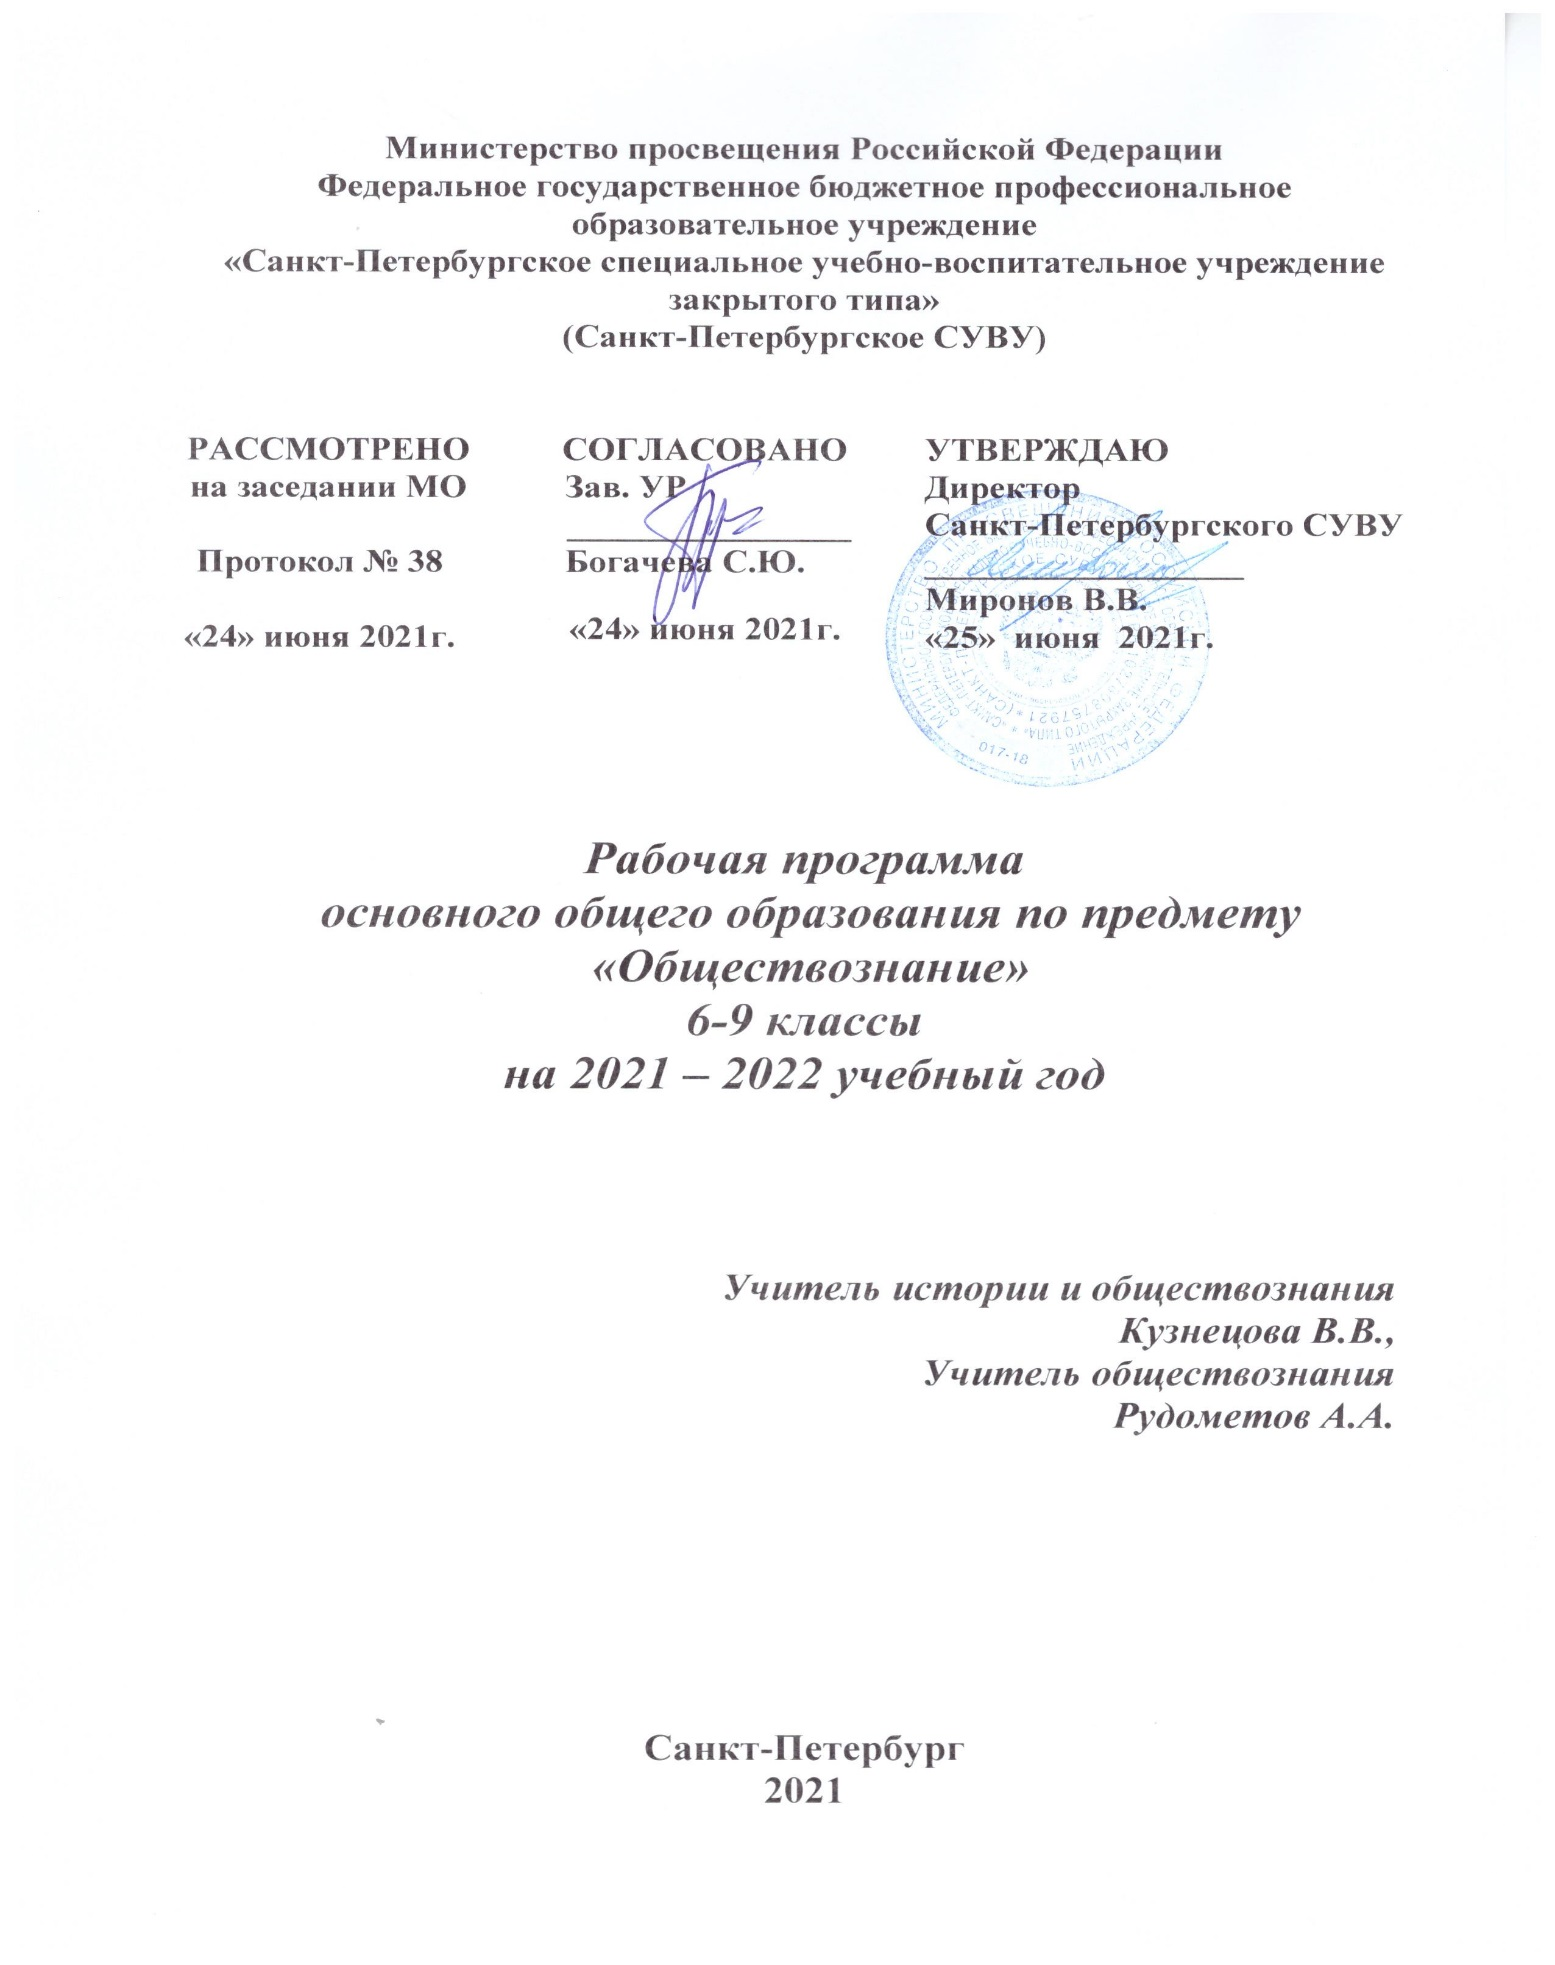 Министерство просвещения Российской Федерации
Федеральное государственное бюджетное профессиональное
образовательное учреждение
«Санкт-Петербургское специальное учебно-воспитательное учреждение
закрытого типа»
(Санкт-Петербургское СУВУ)
РАССМОТРЕНО
на заседании МО
Протокол № 38
«24» июня 2021г.
СОГЛАСОВАНО
Зав. УР
Богачева С.Ю.
«24» июня 2021г.
УТВЕРЖДАЮ
Директор
Санкт-Петербургского СУВУ
Миронов В.В.
«25» июня 2021г.
017-18
Рабочая программа
основного общего образования по предмету
«Обществознание»
6-9 классы
на 2021 – 2022 учебный год
Учитель истории и обществознания
Кузнецова В.В.,
Учитель обществознания
Рудометов А.А.
Санкт-Петербург
2021